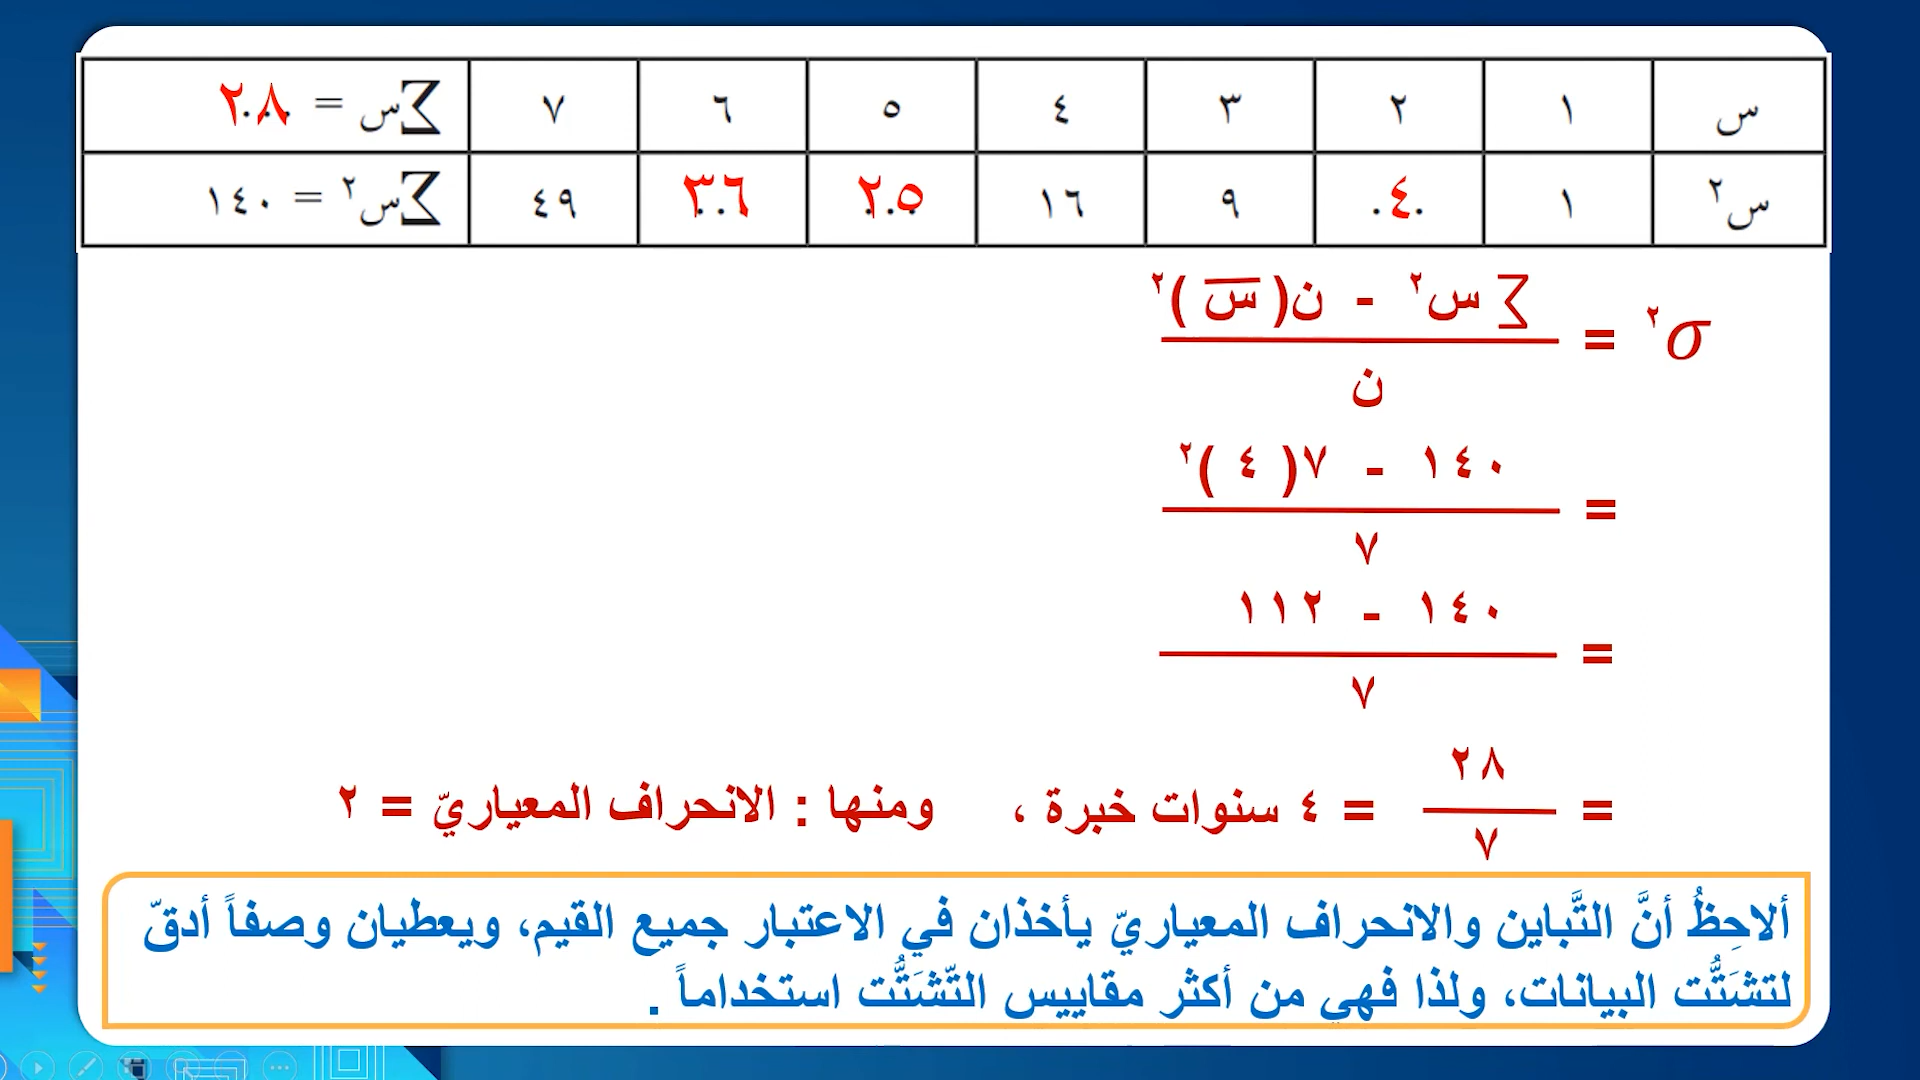 س ١ ٢ ٣ ٤ ٥ ٦ ٧ ∑س = ٢٨
س٢ ١ ٤ ٩ ١٦ ٢٥ ٣٦ ٤٩ ∑س٢ = ١٤٠
σ٢ = ∑ س٢ - ن( س̅ )٢
ن
= ١٤٠ - ٧( ٤ )٢
٧
= ١٤٠ - ١١٢
٧
= ٢٨ / ٧ = ٤ سنوات خبرة ، ومنها : الانحراف المعياريّ = ٢
ألاحِظُ أنَّ التَّباين والانحراف المعياريّ يأخذان في الاعتبار جميع القيم، ويعطيان وصفاً أدقّ
لتشَتُّت البيانات، ولذا فهي من أكثر مقاييس التّشَتُّت استخداماً .